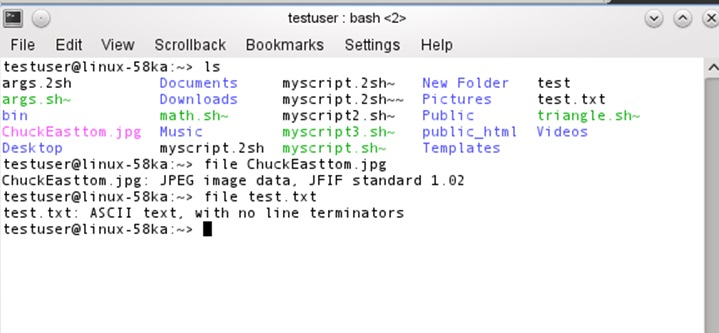 testuser : bash <2>
File Edit View Scrollback Bookmarks Settings Help
testuser@linux-58ka:~> ls
args.2sh Documents myscript.2sh~ New Folder test
args.sh~ Downloads myscript.2sh~~ Pictures test.txt
bin math.sh~ myscript2.sh~ Public triangle.sh~
ChuckEasttom.jpg Music myscript3.sh~ public_html Videos
Desktop myscript.2sh myscript.sh~ Templates
testuser@linux-58ka:~> file ChuckEasttom.jpg
ChuckEasttom.jpg: JPEG image data, JFIF standard 1.02
testuser@linux-58ka:~> file test.txt
test.txt: ASCII text, with no line terminators
testuser@linux-58ka:~>